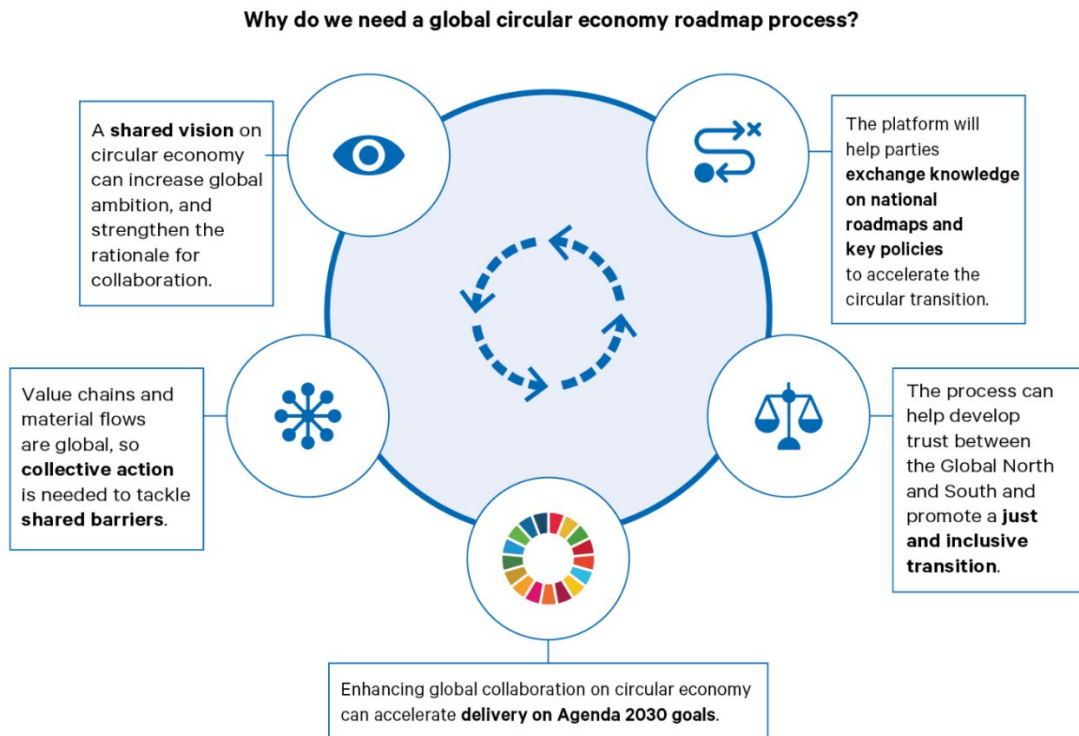 Why do we need a global circular economy roadmap process?
A shared vision on
circular economy
can increase global
ambition, and
strengthen the
rationale for
collaboration.
The platform will
help parties
exchange knowledge
on national
roadmaps and
key policies
to accelerate the
circular transition.
Value chains and
material flows
are global, so
collective action
is needed to tackle
shared barriers.
The process can
help develop
trust between
the Global North
and South and
promote a just
and inclusive
transition.
Enhancing global collaboration on circular economy
can accelerate delivery on Agenda 2030 goals.